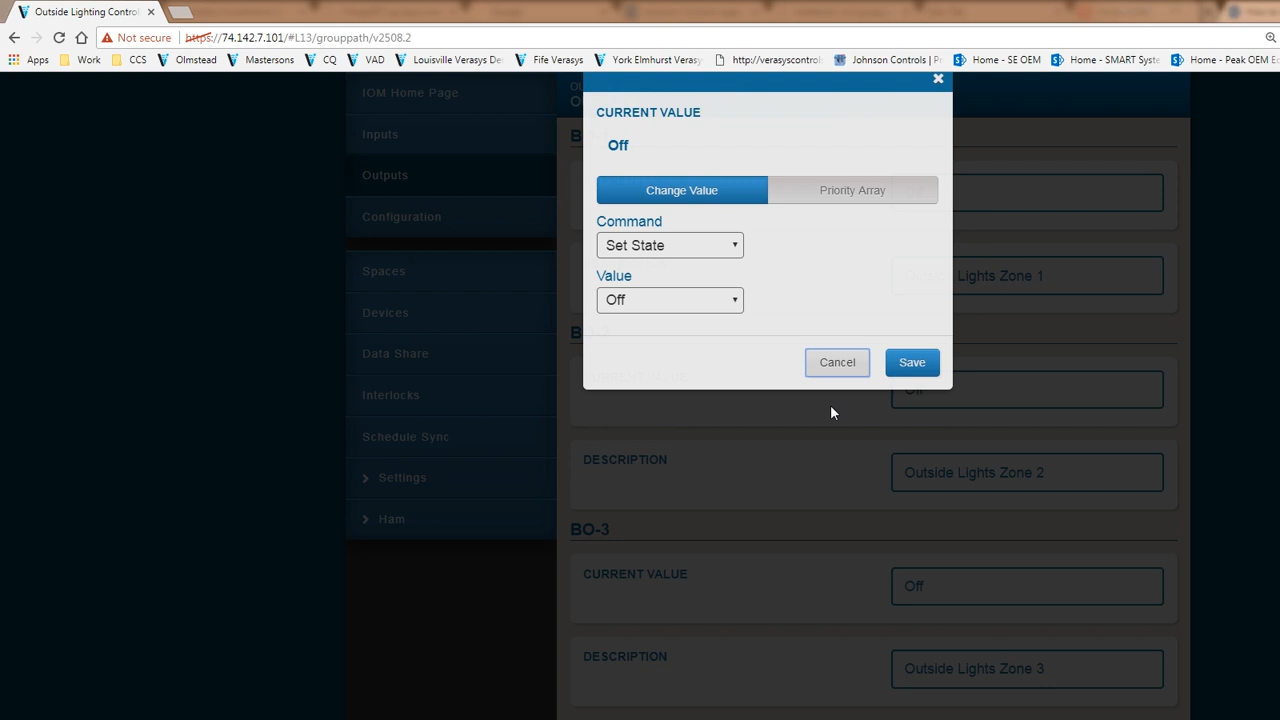 Outside Lighting Control
Not secure https://74.142.7.101/#L13/grouppath/v2508.2
Apps Work CCS Olmstead Mastersons CQ VAD Louisville Verasys De Fife Verasys York Elmhurst Verasy http://verasyscontrol Johnson Controls | P Home - SE OEM Home - SMART Syste Home - Peak OEM E
IOM Home Page
Inputs
Outputs
Configuration
Spaces
Devices
Data Share
Interlocks
Schedule Sync
Settings
Ham
CURRENT VALUE
Off
Change Value Priority Array
Command
Set State
Value
Off
Cancel Save
Lights Zone 1
CURRENT VALUE Off
DESCRIPTION Outside Lights Zone 2
BO-3
CURRENT VALUE Off
DESCRIPTION Outside Lights Zone 3